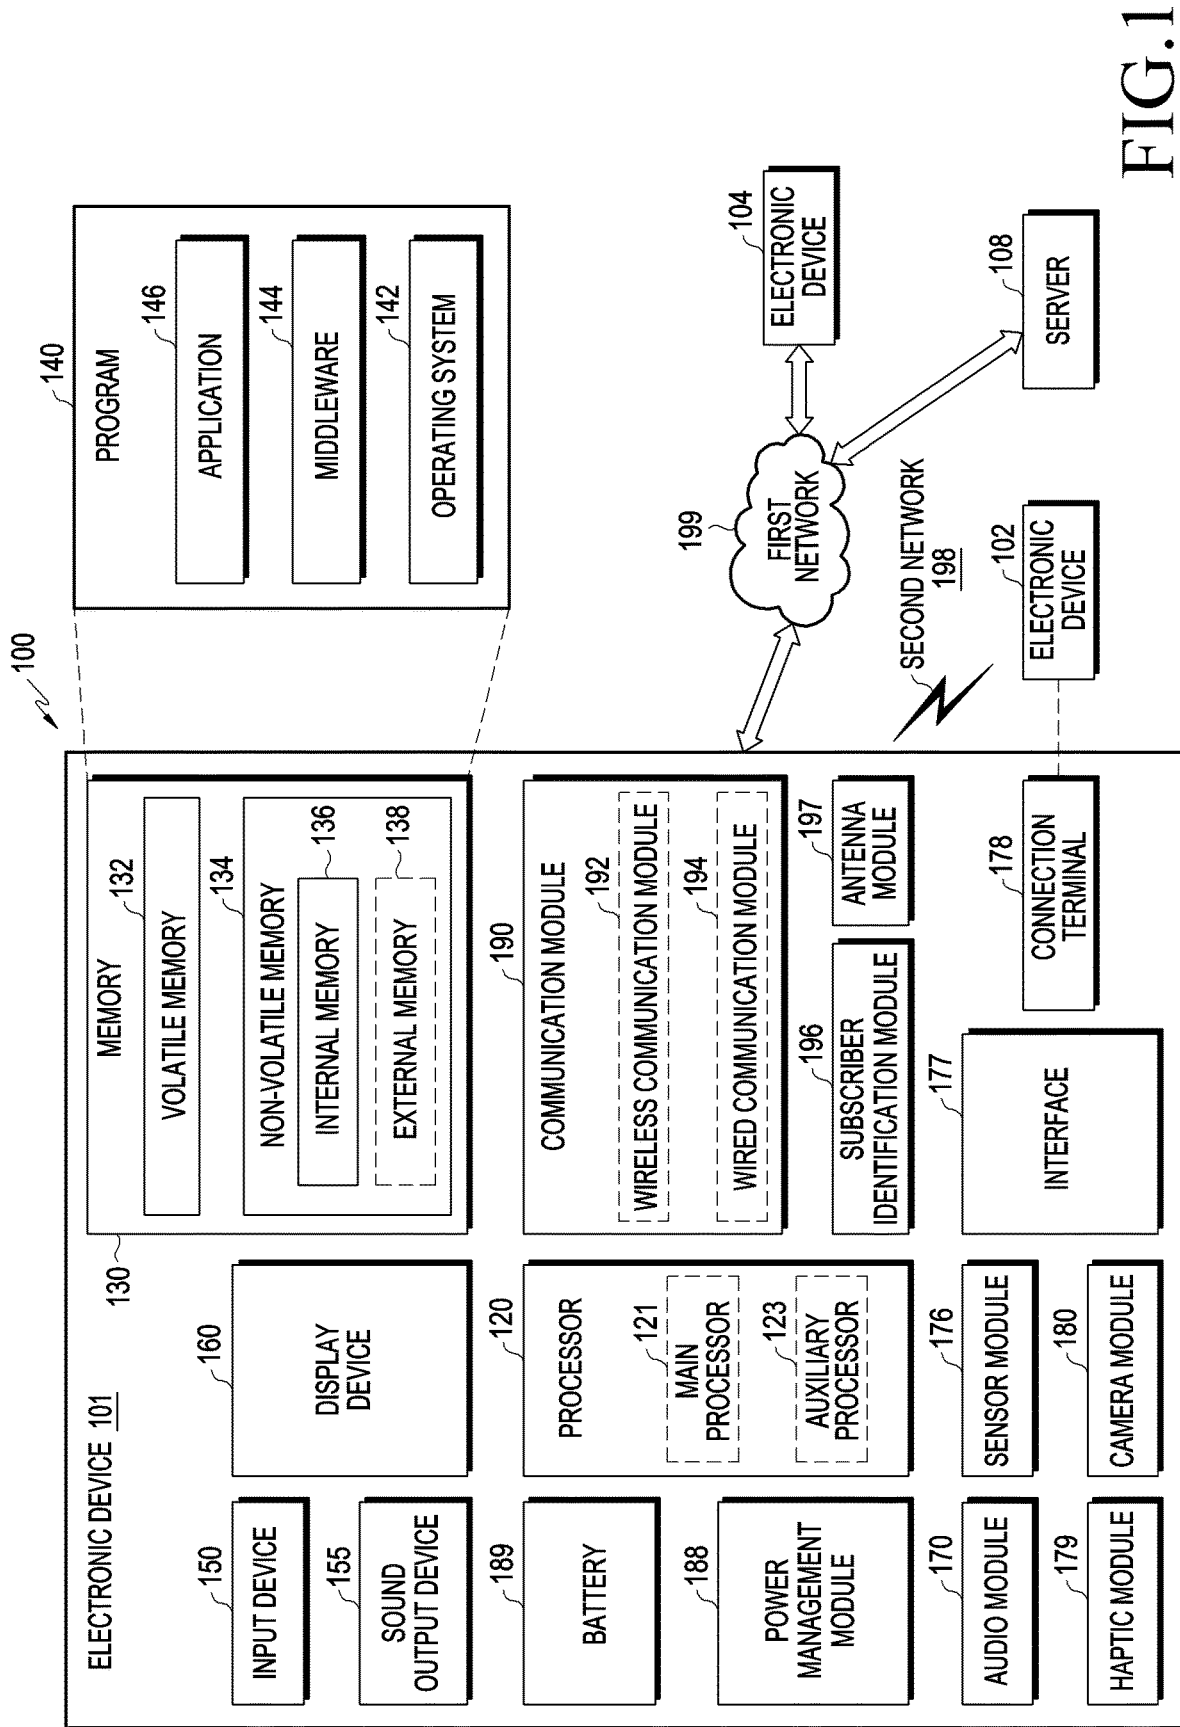 100
ELECTRONIC DEVICE 101
140
PROGRAM
146
APPLICATION
144
MIDDLEWARE
142
OPERATING SYSTEM
130
MEMORY
132
VOLATILE MEMORY
134
NON-VOLATILE MEMORY
136
INTERNAL MEMORY
138
EXTERNAL MEMORY
150
INPUT DEVICE
155
SOUND
OUTPUT DEVICE
160
DISPLAY
DEVICE
189
BATTERY
188
POWER
MANAGEMENT
MODULE
120
PROCESSOR
121
MAIN
PROCESSOR
123
AUXILIARY
PROCESSOR
190
COMMUNICATION MODULE
192
WIRELESS COMMUNICATION MODULE
194
WIRED COMMUNICATION MODULE
196
SUBSCRIBER
IDENTIFICATION MODULE
197
ANTENNA
MODULE
170
AUDIO MODULE
176
SENSOR MODULE
177
INTERFACE
178
CONNECTION
TERMINAL
179
HAPTIC MODULE
180
CAMERA MODULE
199
FIRST
NETWORK
104
ELECTRONIC
DEVICE
SECOND NETWORK
198
102
ELECTRONIC
DEVICE
108
SERVER
FIG.1